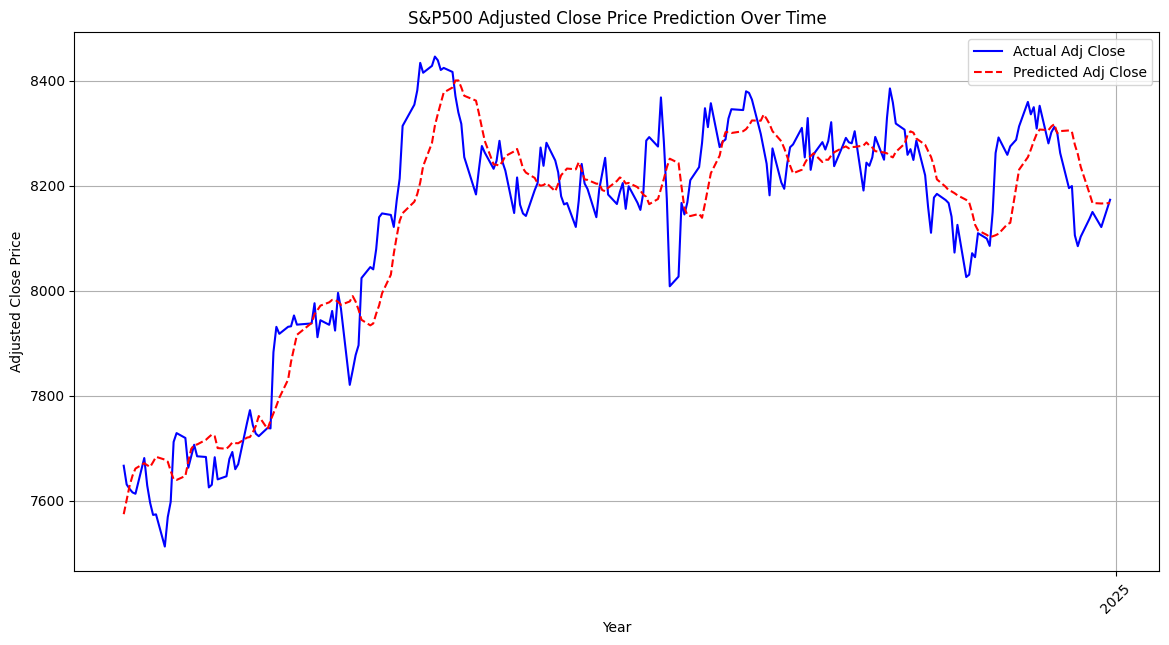 S&P500 Adjusted Close Price Prediction Over Time
Actual Adj Close
Predicted Adj Close
8400
8200
8000
7800
7600
Adjusted Close Price
2025
Year